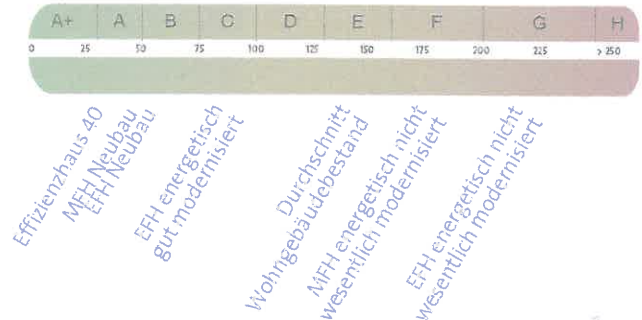 A+ A B C D E F G H
0 25 50 75 100 125 150 175 200 225 > 250
Effizienzhaus 40
MFH Neubau
EFH Neubau
EFH energetisch
gut modernisiert
Durchschnitt
Wohngebäudebestand
MFH energetisch nicht
wesentlich modernisiert
EFH energetisch nicht
wesentlich modernisiert